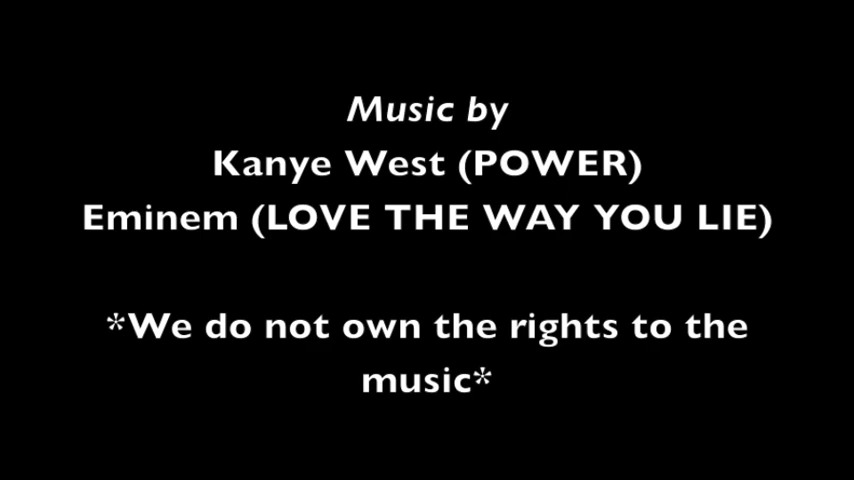 Music by
Kanye West (POWER)
Eminem (LOVE THE WAY YOU LIE)
*We do not own the rights to the
music*